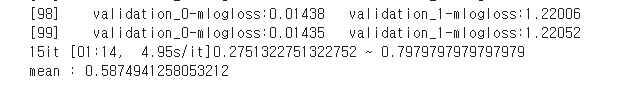 [98]	validation_0-mlogloss:0.01438	validation_1-mlogloss:1.22006
[99]	validation_0-mlogloss:0.01435	validation_1-mlogloss:1.22052
15it [01:14,  4.95s/it]0.2751322751322752 ~ 0.7979797979797979
mean : 0.5874941258053212